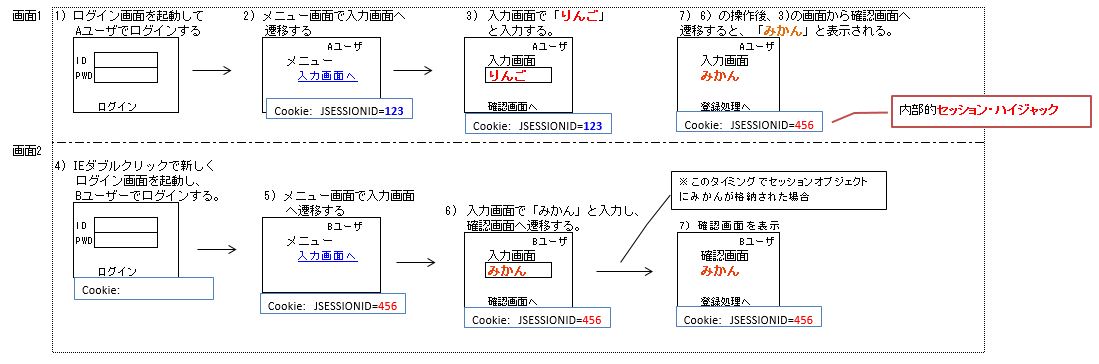 画面1
1) ログイン画面を起動して
Aユーザでログインする
ID
PWD
ログイン
2) メニュー画面で入力画面へ
遷移する
Aユーザ
メニュー
入力画面へ
Cookie: JSESSIONID=123
3) 入力画面で「りんご」
と入力する。
Aユーザ
入力画面
りんご
確認画面へ
Cookie: JSESSIONID=123
7) 6)の操作後、3)の画面から確認画面へ
遷移すると、「みかん」と表示される。
Aユーザ
入力画面
みかん
登録処理へ
Cookie: JSESSIONID=456
内部的セッション・ハイジャック
画面2
4) IEダブルクリックで新しく
ログイン画面を起動し、
Bユーザーでログインする。
ID
PWD
ログイン
Cookie:
5) メニュー画面で入力画面
へ遷移する
Bユーザ
メニュー
入力画面へ
Cookie: JSESSIONID=456
6) 入力画面で「みかん」と入力し、
確認画面へ遷移する。
Bユーザ
入力画面
みかん
確認画面へ
Cookie: JSESSIONID=456
※このタイミングでセッションオブジェクト
にみかんが格納された場合
7) 確認画面を表示
Bユーザ
確認画面
みかん
登録処理へ
Cookie: JSESSIONID=456